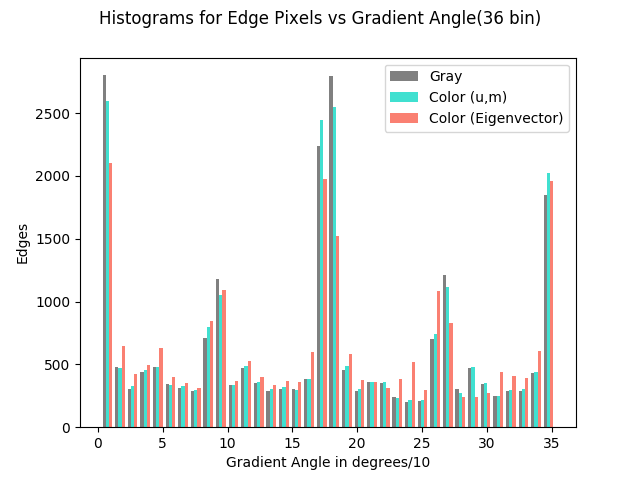 Histograms for Edge Pixels vs Gradient Angle(36 bin)
Gray
Color (u,m)
Color (Eigenvector)
2500
2000
1500
1000
500
0
Edges
0 5 10 15 20 25 30 35
Gradient Angle in degrees/10